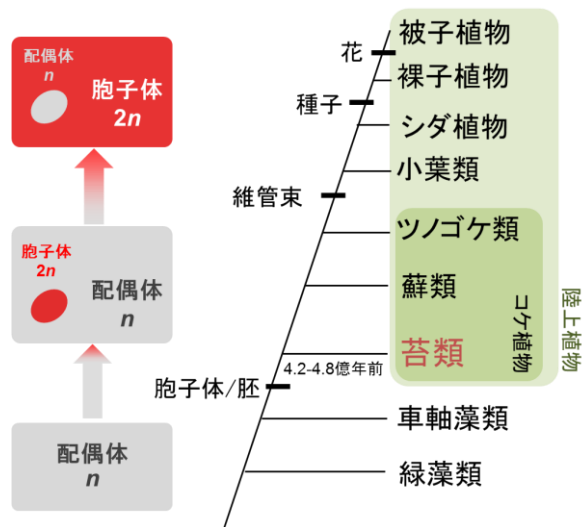 配偶体
n
胞子体
2n
胞子体
2n
配偶体
n
配偶体
n
花
種子
維管束
胞子体/胚
4.2-4.8億年前
被子植物
裸子植物
シダ植物
小葉類
ツノゴケ類
蘚類
苔類
車軸藻類
緑藻類
コケ植物
陸上植物